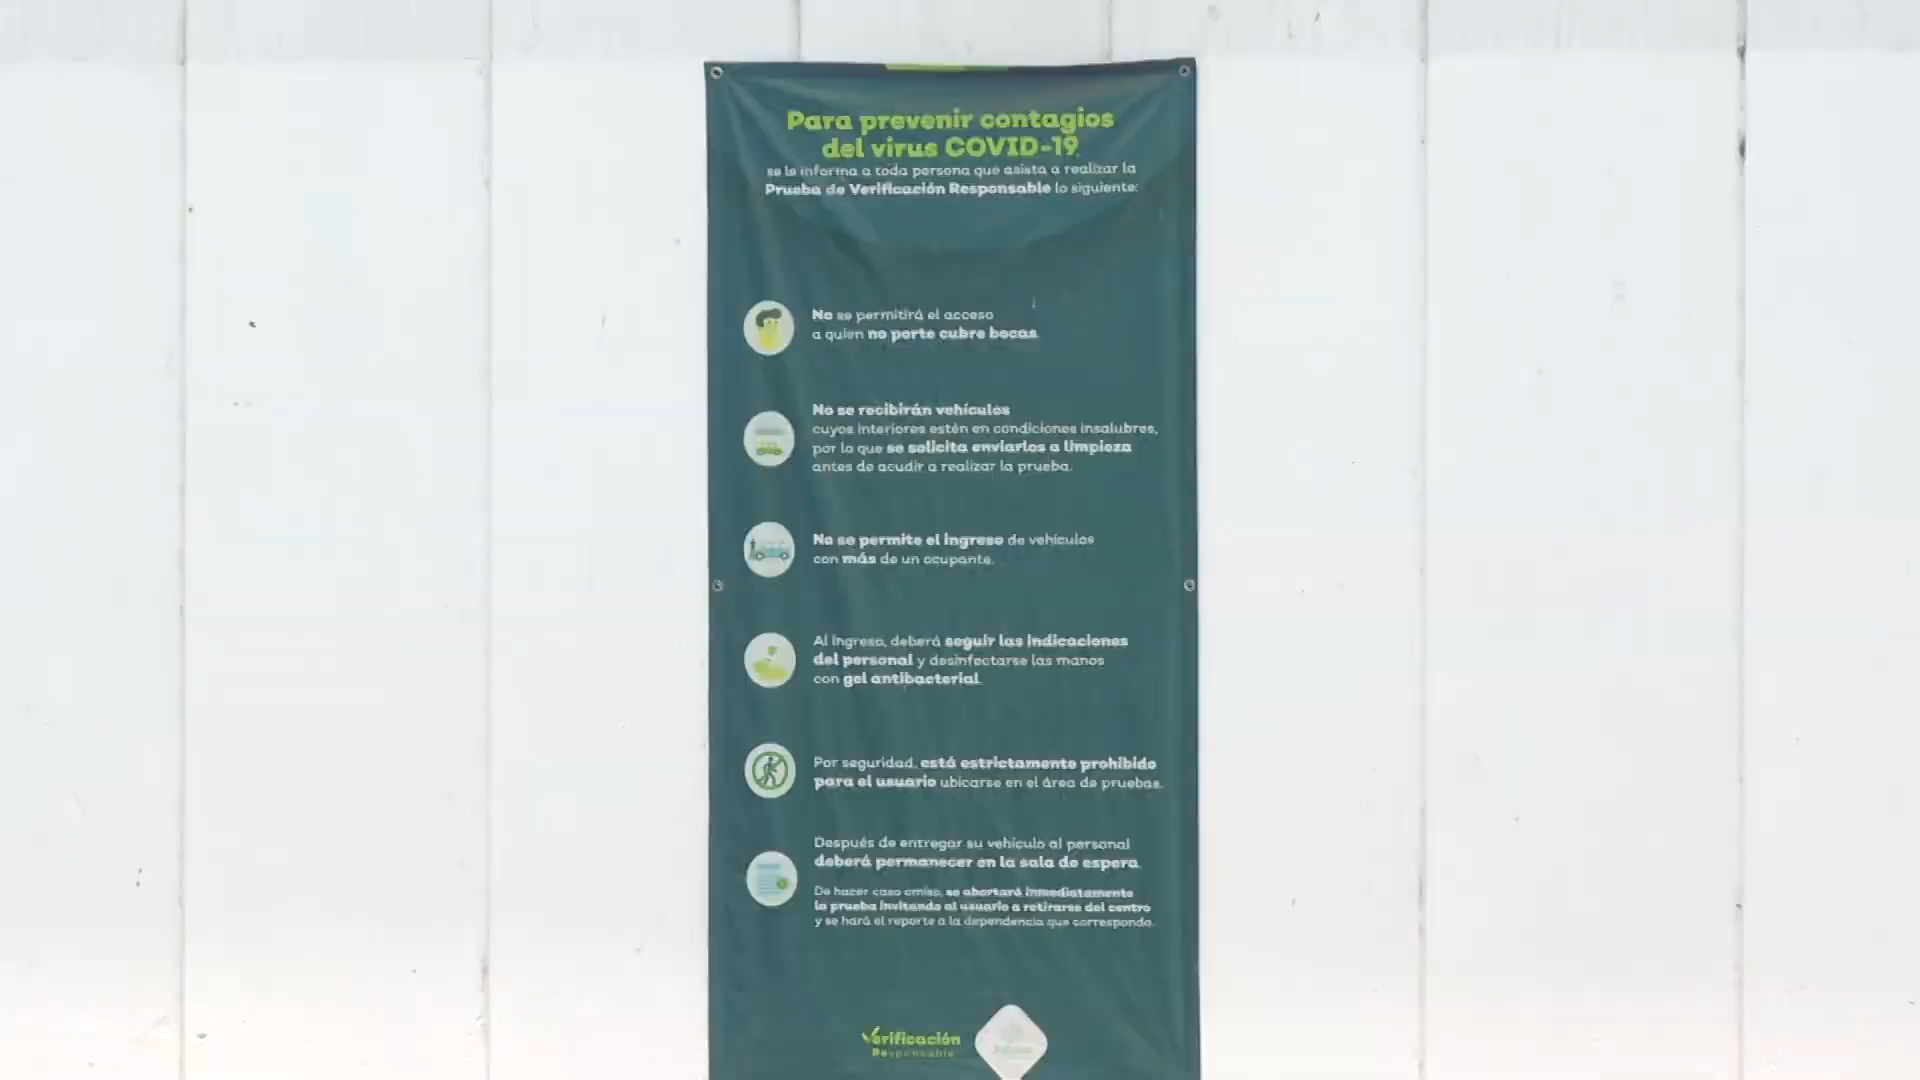 Para prevenir contagios
del virus COVID-19
se le informa a toda persona que asista a realizar la
Prueba de Verificación Responsable lo siguiente:
No se permitirá el acceso
a quien no porte cubre bocas.
No se recibirán vehículos
cuyos interiores estén en condiciones insalubres,
por lo que se solicita enviarlos a limpieza
antes de acudir a realizar la prueba.
No se permite el ingreso de vehículos
con más de un ocupante.
Al ingreso, deberá seguir las indicaciones
del personal y desinfectarse las manos
con gel antibacterial.
Por seguridad, está estrictamente prohibido
para el usuario ubicarse en el área de pruebas.
Después de entregar su vehículo al personal
deberá permanecer en la sala de espera.
De hacer caso omiso, se abortará inmediatamente
la prueba invitando al usuario a retirarse del centro
y se hará el reporte a la dependencia que corresponda.
Verificación
Responsable